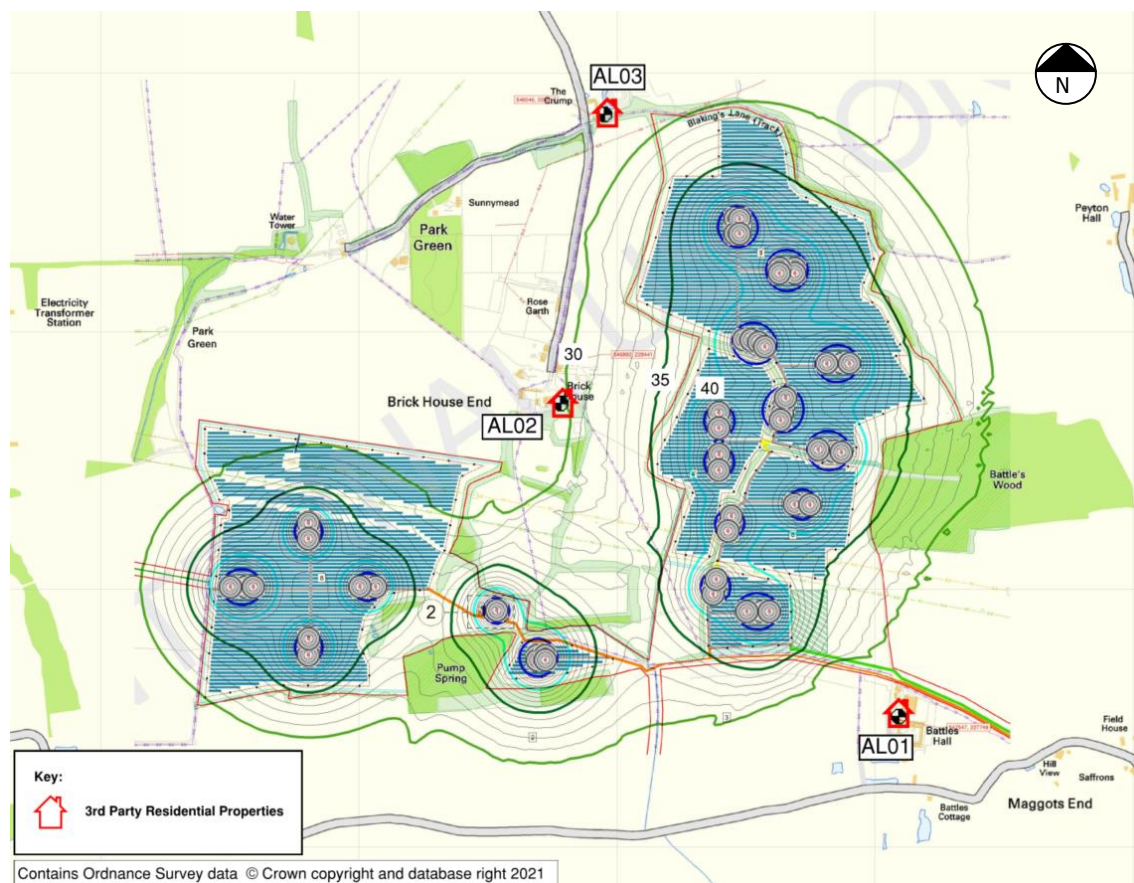 AL03
The
Crump
N
Blaking's Lane (Track)
Peyton
Hall
Water
Tower
Sunnymead
Park
Green
Electricity
Transformer
Station
Park
Green
Rose
Garth
30
35
40
Brick House End
Brick
House
AL02
Battle's
Wood
2
Pump
Spring
AL01
Battles
Hall
Field
House
Hill
View
Saffrons
Maggots End
Battles
Cottage
Key:
3rd Party Residential Properties
Contains Ordnance Survey data © Crown copyright and database right 2021